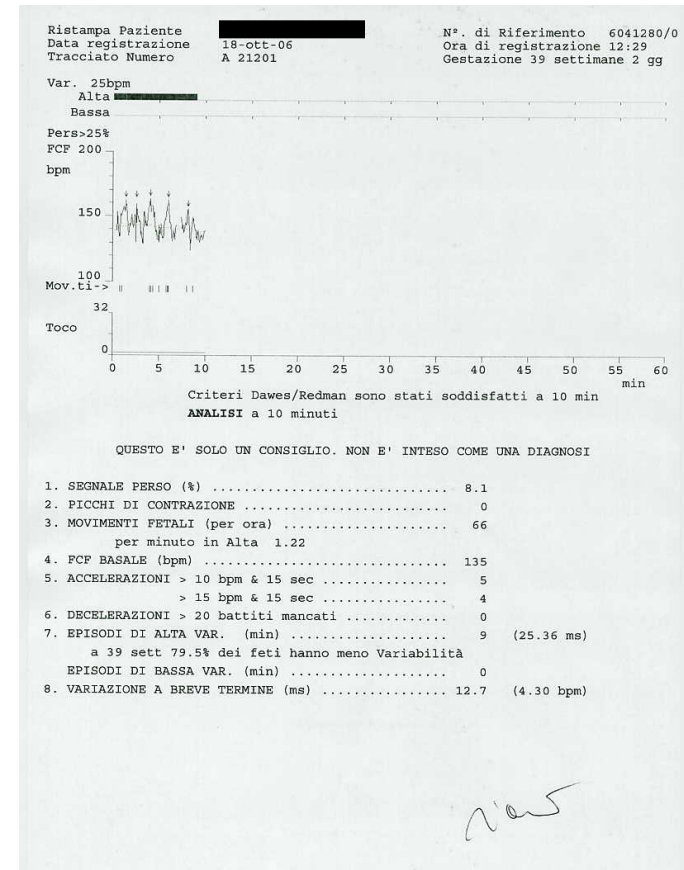 Ristampa Paziente
Nº. di Riferimento 6041280/0
Data registrazione 18-ott-06
Ora di registrazione 12:29
Tracciato Numero A 21201
Gestazione 39 settimane 2 gg
Var. 25bpm
Alta
Bassa
Pers>25%
FCF 200
bpm
150
100
Mov.ti->
32
Toco
0
0 5 10 15 20 25 30 35 40 45 50 55 60
min
Criteri Dawes/Redman sono stati soddisfatti a 10 min
ANALISI a 10 minuti
QUESTO E' SOLO UN CONSIGLIO. NON E' INTESO COME UNA DIAGNOSI
1. SEGNALE PERSO (%) ............................. 8.1
2. PICCHI DI CONTRAZIONE ......................... 0
3. MOVIMENTI FETALI (per ora) .................... 66
per minuto in Alta 1.22
4. FCF BASALE (bpm) .............................. 135
5. ACCELERAZIONI > 10 bpm & 15 sec ............... 5
> 15 bpm & 15 sec ............... 4
6. DECELERAZIONI > 20 battiti mancati ............. 0
7. EPISODI DI ALTA VAR. (min) .................... 9 (25.36 ms)
a 39 sett 79.5% dei feti hanno meno Variabilità
EPISODI DI BASSA VAR. (min) ................... 0
8. VARIAZIONE A BREVE TERMINE (ms) ................ 12.7 (4.30 bpm)